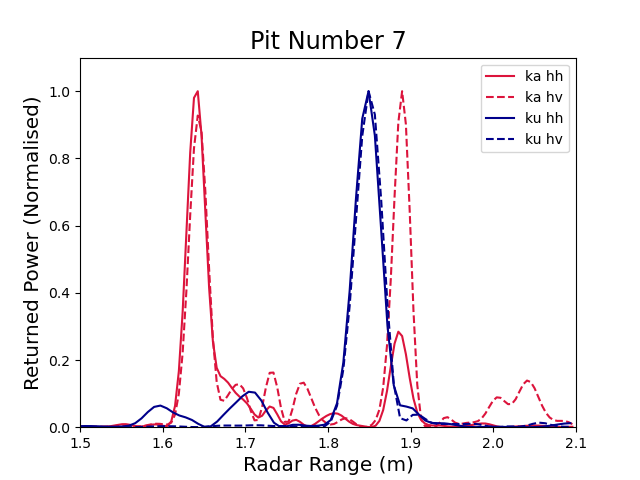 Pit Number 7
Returned Power (Normalised)
1.0
0.8
0.6
0.4
0.2
0.0
ka hh
ka hv
ku hh
ku hv
1.5 1.6 1.7 1.8 1.9 2.0 2.1
Radar Range (m)